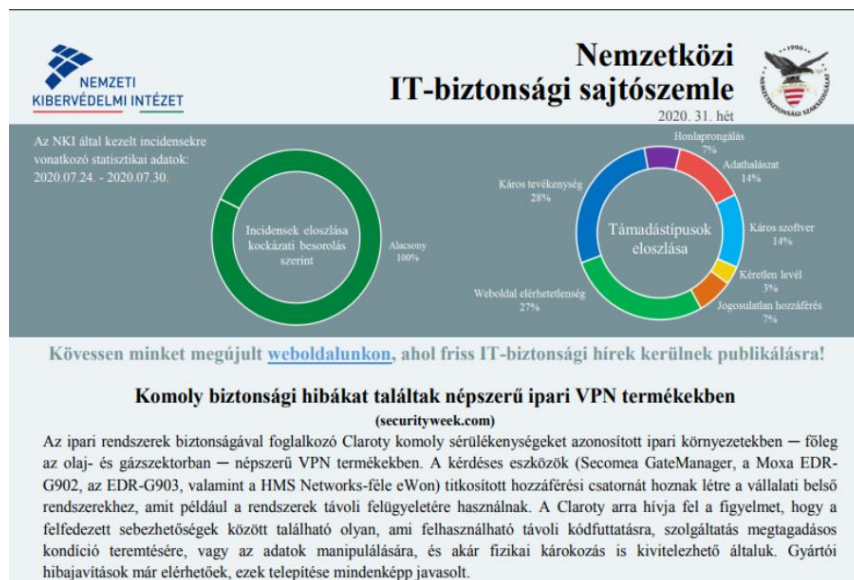 NEMZETI
KIBERVÉDELMI INTÉZET
Nemzetközi
IT-biztonsági sajtószemle
2020. 31. hét
1996
NEMZETBIZTONSÁGI SZAKSZOLGÁLAT
Az NKI által kezelt incidensekre
vonatkozó statisztikai adatok:
2020.07.24. - 2020.07.30.
Incidensek eloszlása
kockázati besorolás
szerint
Alacsony
100%
Támadástípusok
eloszlása
Honlaprongálás
7%
Adathalászat
14%
Káros szoftver
14%
Kéretlen levél
3%
Jogosulatlan hozzáférés
7%
Weboldal elérhetetlenség
27%
Káros tevékenység
28%
Kövessen minket megújult weboldalunkon, ahol friss IT-biztonsági hírek kerülnek publikálásra!
Komoly biztonsági hibákat találtak népszerű ipari VPN termékekben
(securityweek.com)
Az ipari rendszerek biztonságával foglalkozó Claroty komoly sérülékenységeket azonosított ipari környezetekben — főleg
az olaj- és gázszektorban — népszerű VPN termékekben. A kérdéses eszközök (Secomea GateManager, a Moxa EDR-
G902, az EDR-G903, valamint a HMS Networks-féle eWon) titkosított hozzáférési csatornát hoznak létre a vállalati belső
rendszerekhez, amit például a rendszerek távoli felügyeletére használnak. A Claroty arra hívja fel a figyelmet, hogy a
felfedezett sebezhetőségek között található olyan, ami felhasználható távoli kódfuttatásra, szolgáltatás megtagadásos
kondíció teremtésére, vagy az adatok manipulálására, és akár fizikai károkozás is kivitelezhető általuk. Gyártói
hibajavítások már elérhetőek, ezek telepítése mindenképp javasolt.